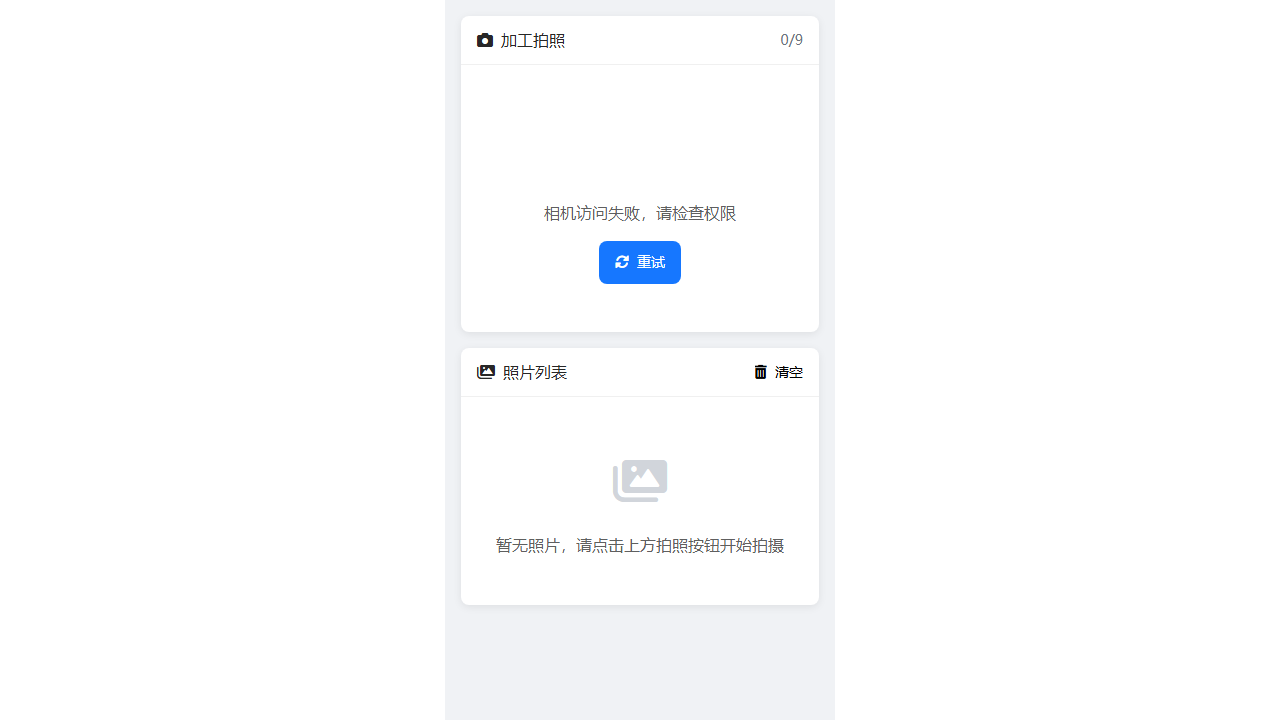 加工拍照 0/9
相机访问失败，请检查权限
重试
照片列表 清空
暂无照片，请点击上方拍照按钮开始拍摄